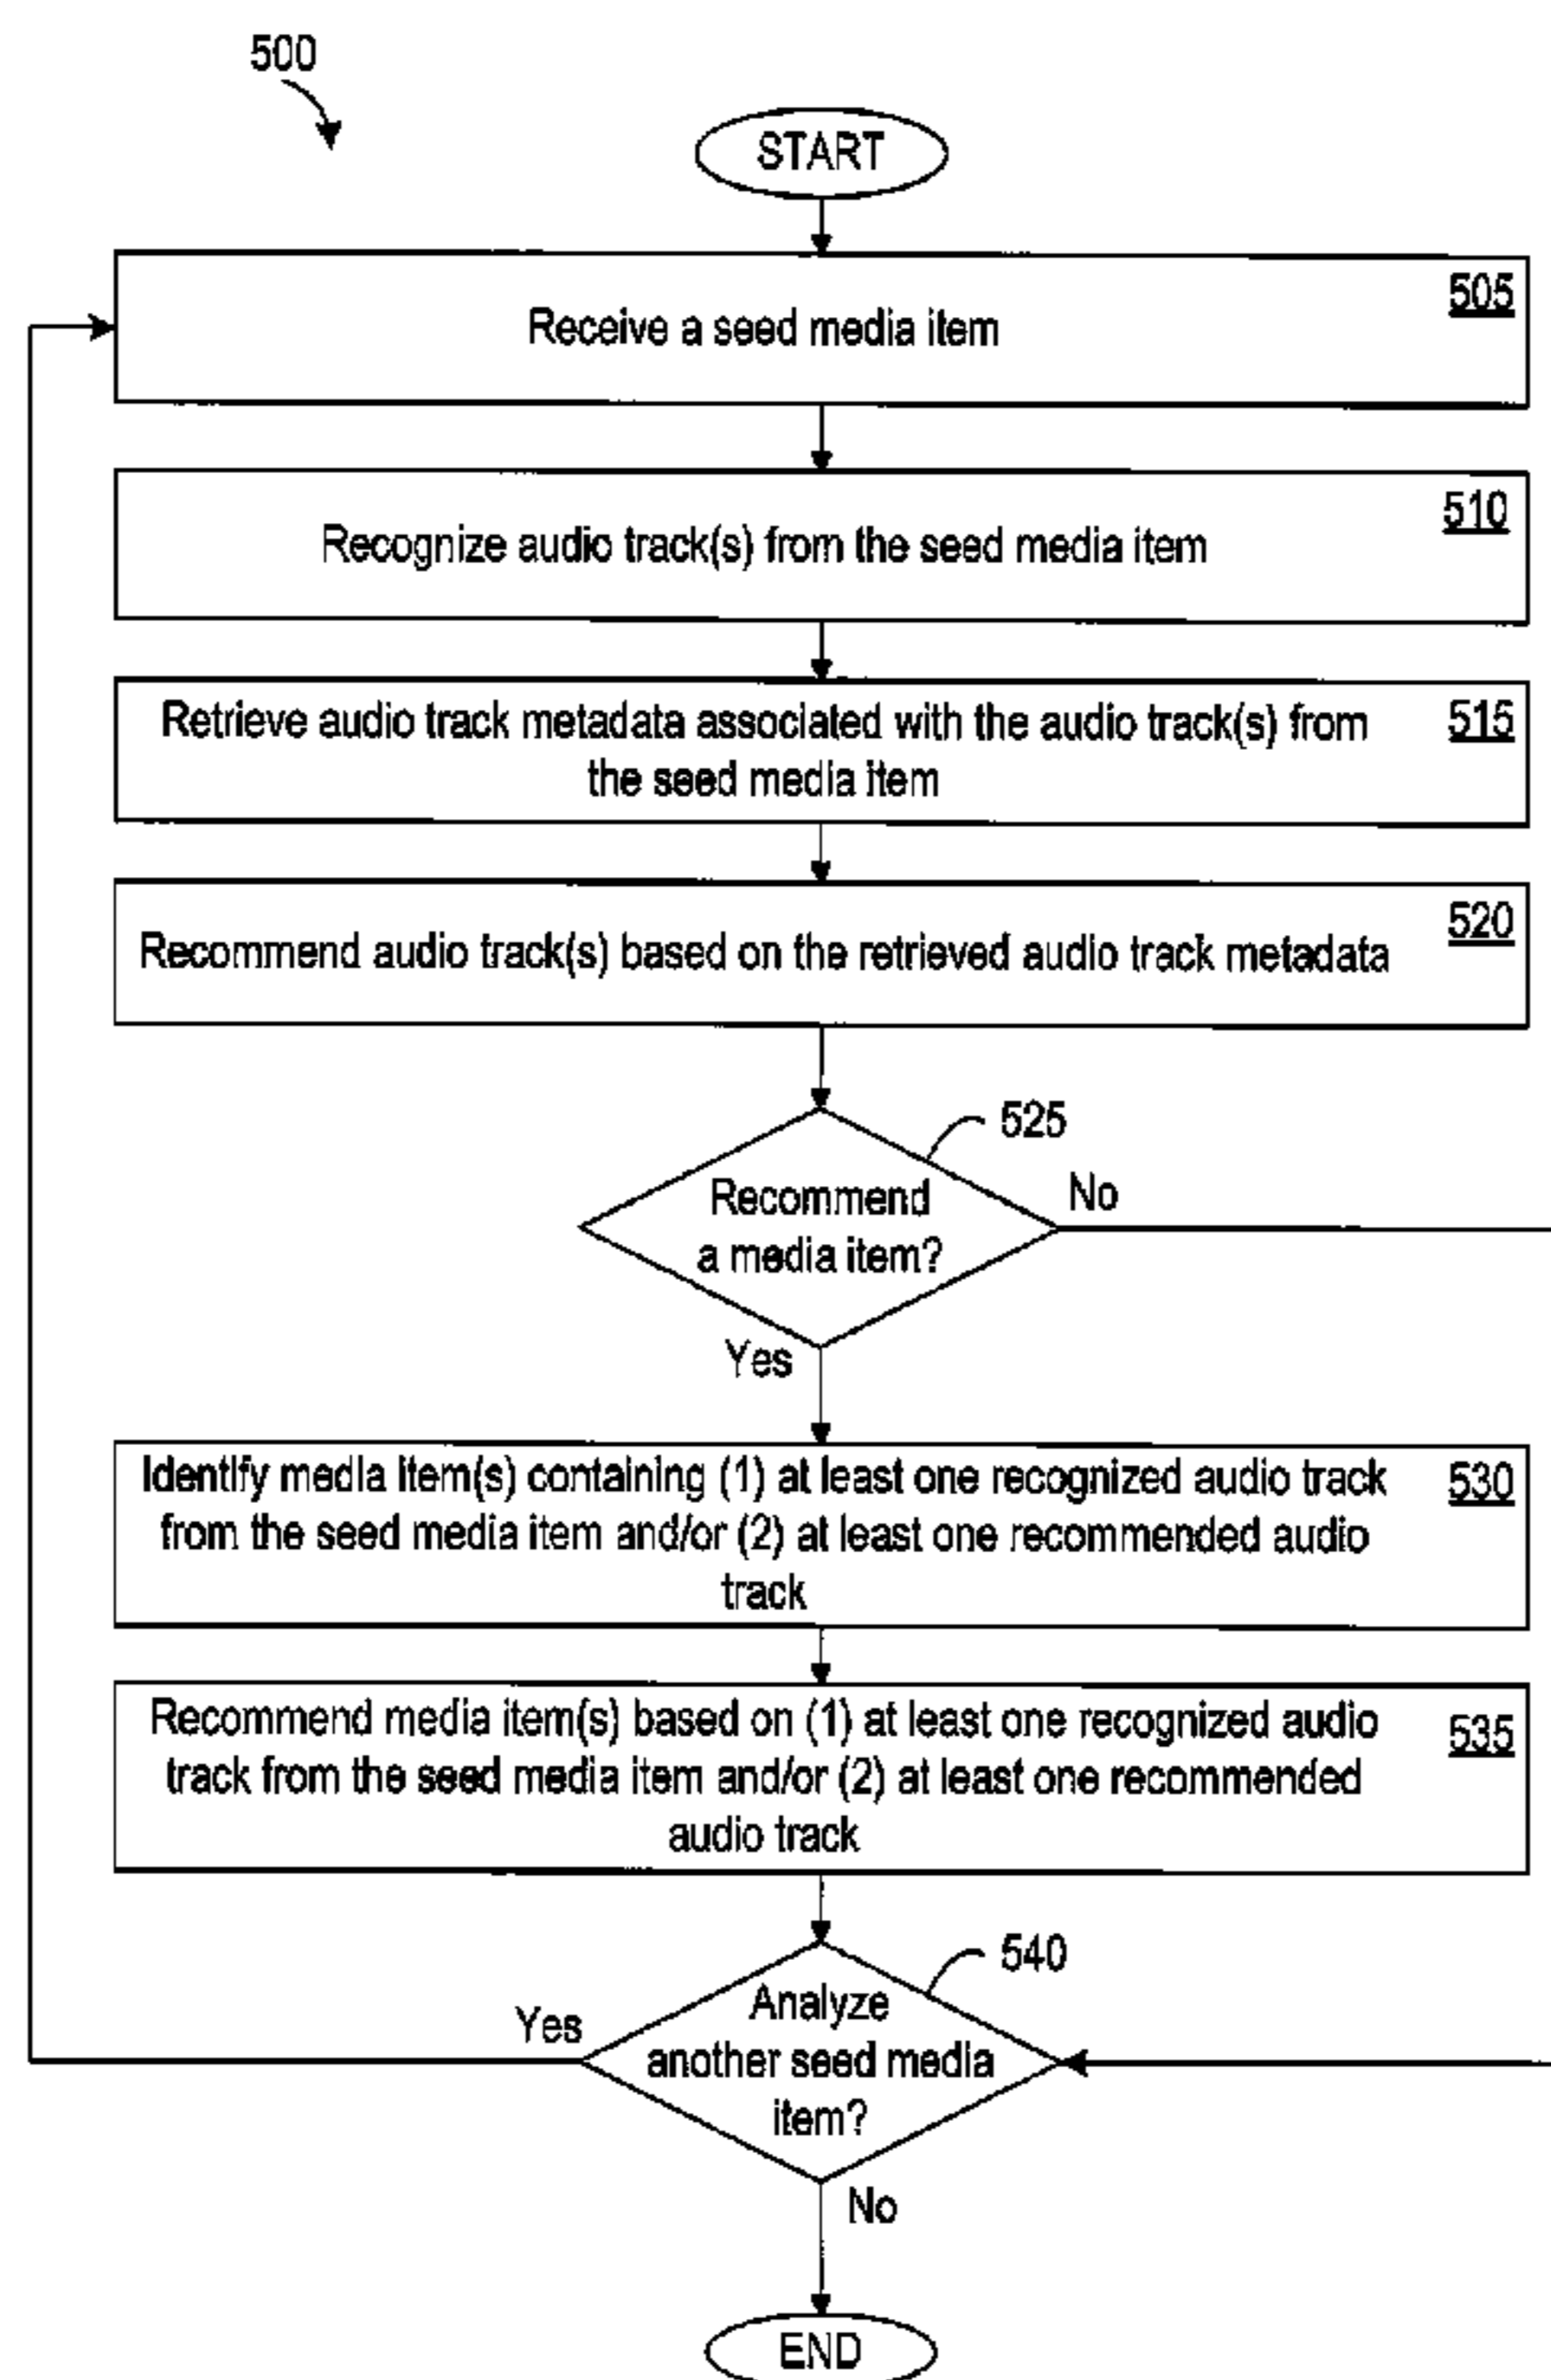 500
START
505
Receive a seed media item
510
Recognize audio track(s) from the seed media item
Retrieve audio track metadata associated with the audio track(s) from
515
the seed media item
520
Recommend audio track(s) based on the retrieved audio track metadata
525
Recommend
a media item?
No
Yes
Identify media item(s) containing (1) at least one recognized audio track
530
from the seed media item and/or (2) at least one recommended audio
track
Recommend media item(s) based on (1) at least one recognized audio
535
track from the seed media item and/or (2) at least one recommended
audio track
540
Analyze
another seed media
item?
Yes
No
END